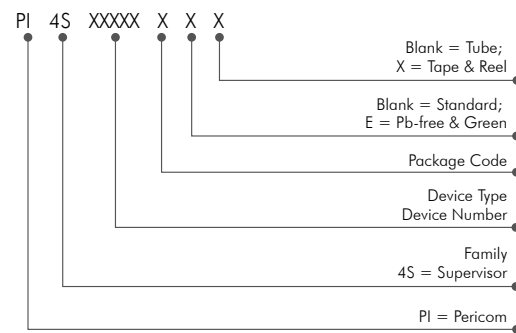 PI 4S XXXXX X X X
Blank = Tube;
X = Tape & Reel
Blank = Standard;
E = Pb-free & Green
Package Code
Device Type
Device Number
Family
4S = Supervisor
PI = Pericom